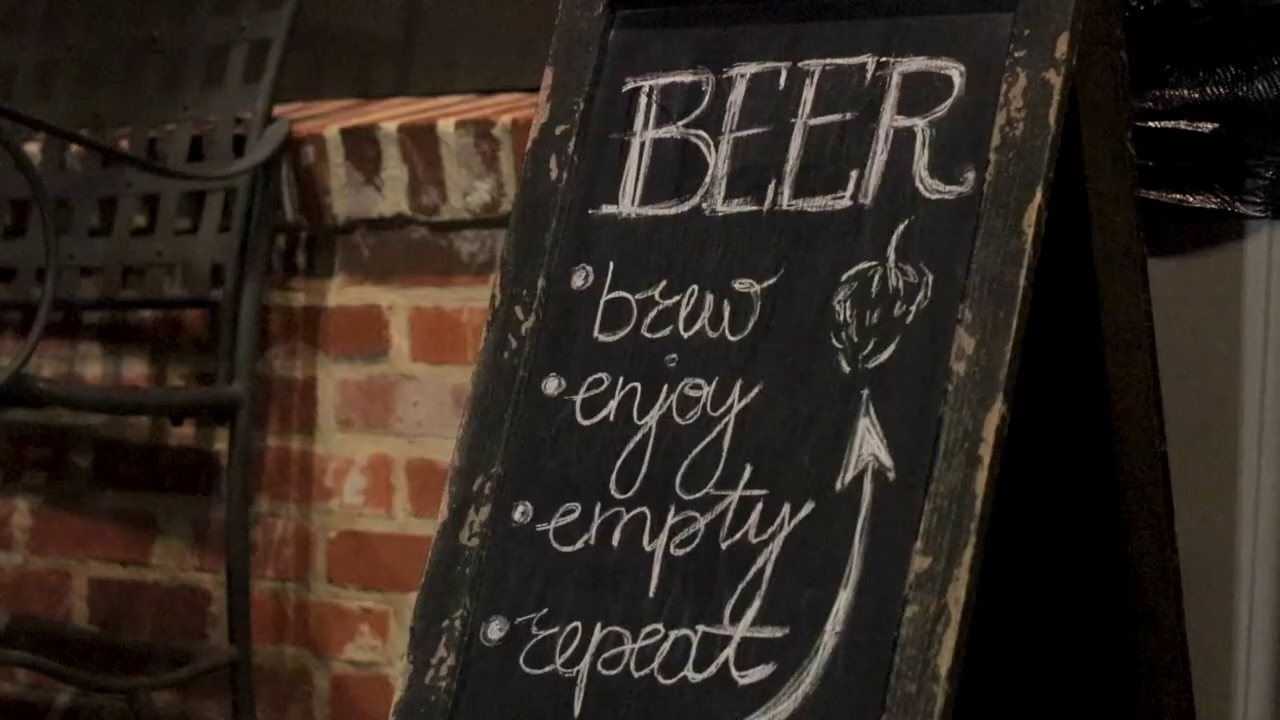 BEER
• brew
• enjoy
• empty
• repeat